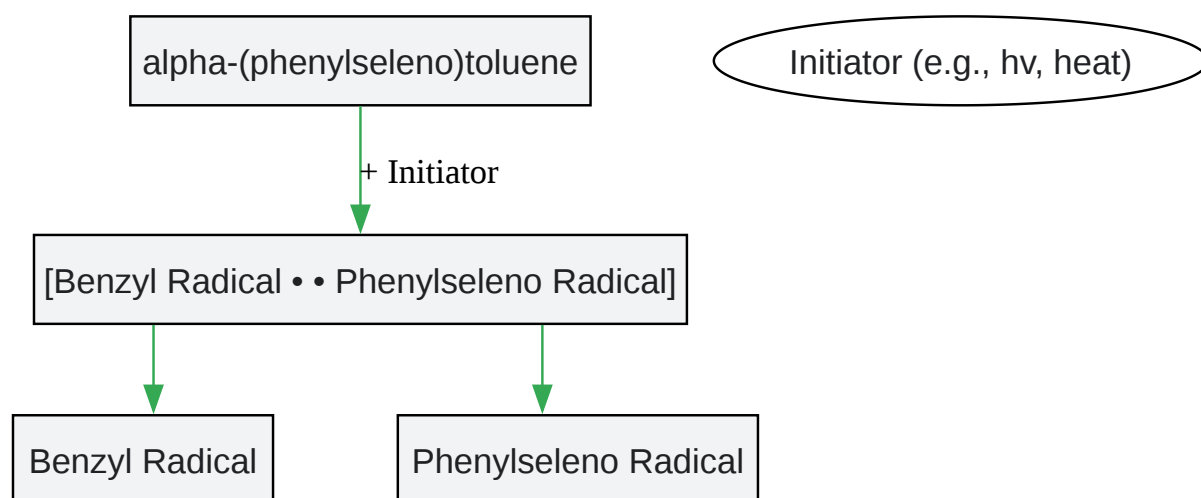 alpha-(phenylseleno)toluene
Initiator (e.g., hv, heat)
+ Initiator
[Benzyl Radical • • Phenylseleno Radical]
Benzyl Radical
Phenylseleno Radical